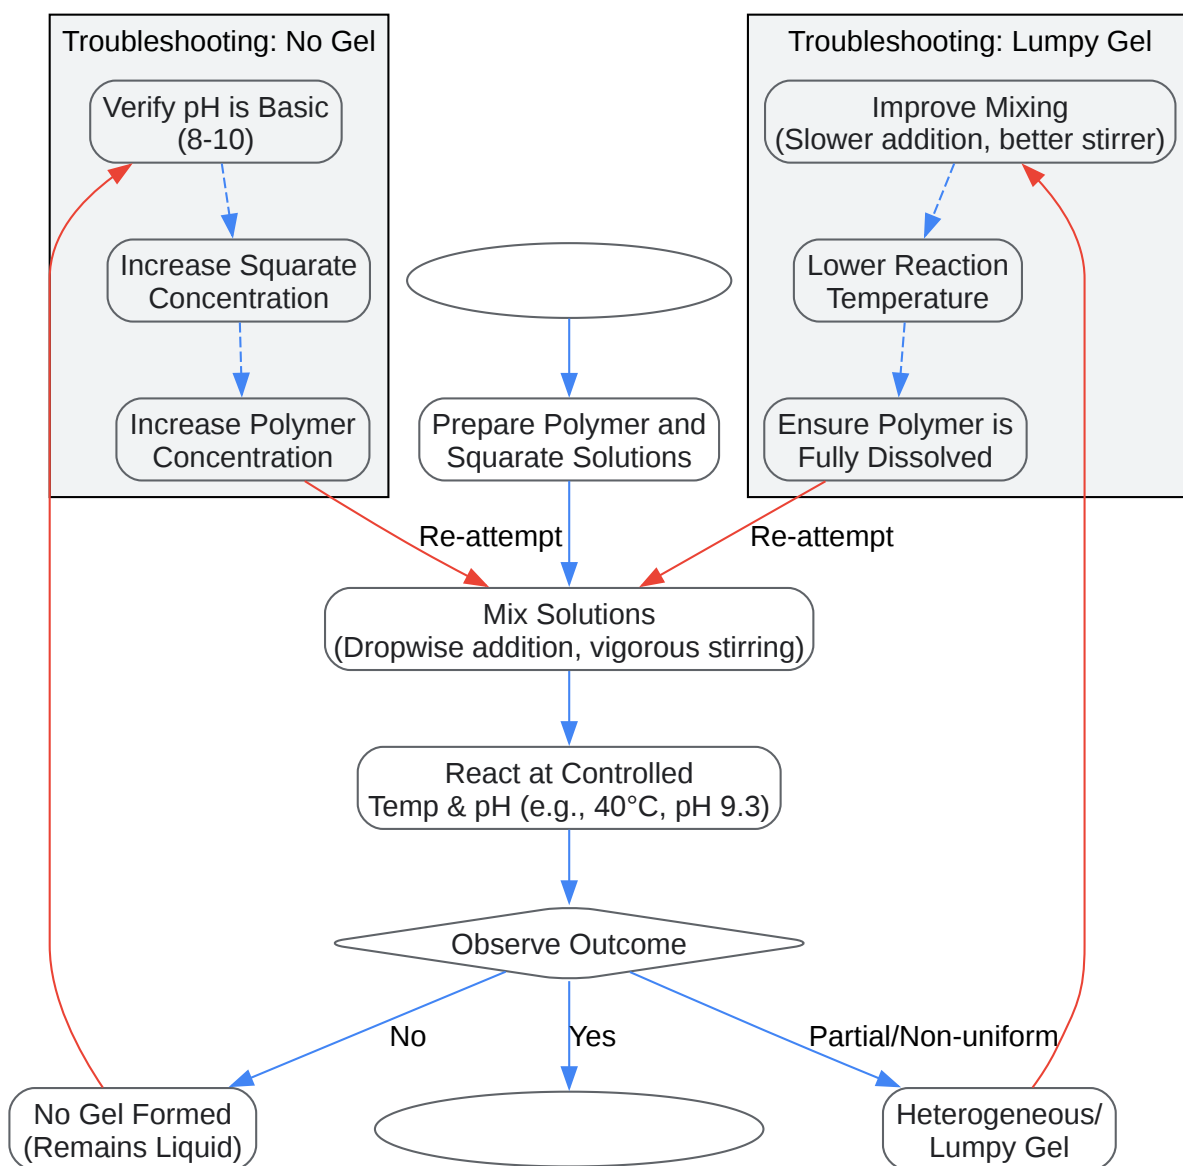 Troubleshooting: No Gel
Verify pH is Basic
(8-10)
Increase Squarate
Concentration
Increase Polymer
Concentration
Troubleshooting: Lumpy Gel
Improve Mixing
(Slower addition, better stirrer)
Lower Reaction
Temperature
Ensure Polymer is
Fully Dissolved
Prepare Polymer and
Squarate Solutions
Re-attempt
Re-attempt
Mix Solutions
(Dropwise addition, vigorous stirring)
React at Controlled
Temp & pH (e.g., 40°C, pH 9.3)
Observe Outcome
No
Yes
Partial/Non-uniform
No Gel Formed
(Remains Liquid)
Heterogeneous/
Lumpy Gel